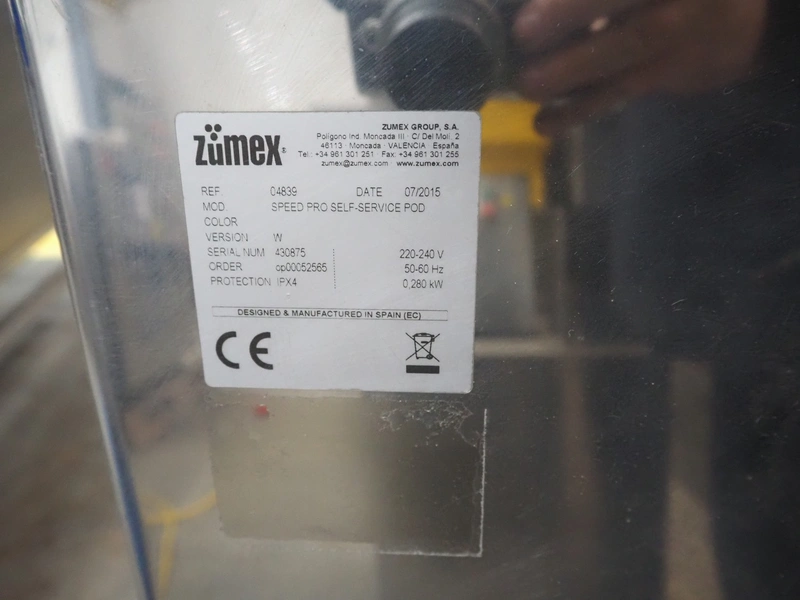 zümex®
ZUMEX GROUP, S.A.
Polígono Ind. Moncada III · C/ Del Molí, 2
46113 · Moncada · VALENCIA · España
Tel.: +34 961 301 251 Fax: +34 961 301 255
zumex@zumex.com · www.zumex.com
REF. 04839 DATE 07/2015
MOD. SPEED PRO SELF-SERVICE POD
COLOR
VERSION W
SERIAL NUM 430875 220-240 V
ORDER op00052565 50-60 Hz
PROTECTION IPX4 0,280 kW
DESIGNED & MANUFACTURED IN SPAIN (EC)
CE